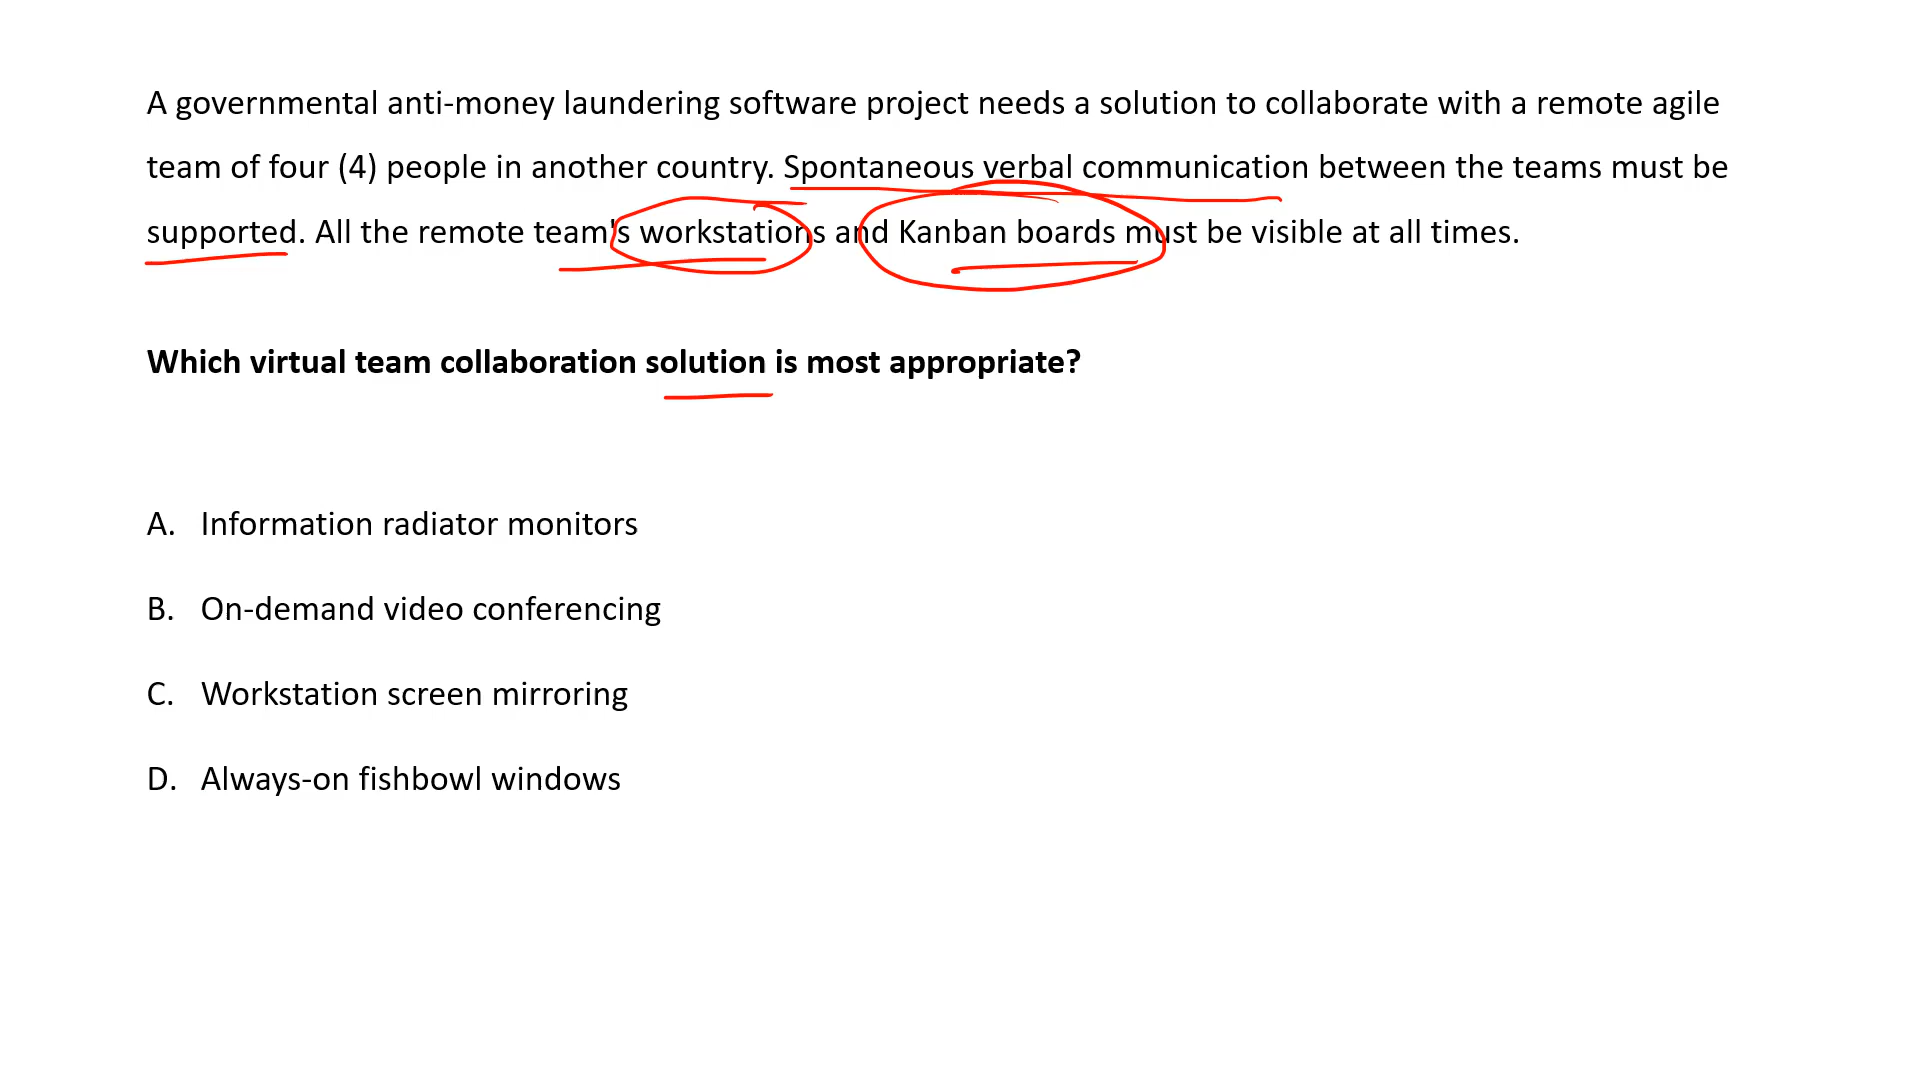 A governmental anti-money laundering software project needs a solution to collaborate with a remote agile
team of four (4) people in another country. Spontaneous verbal communication between the teams must be
supported. All the remote team's workstations and Kanban boards must be visible at all times.
Which virtual team collaboration solution is most appropriate?
A. Information radiator monitors
B. On-demand video conferencing
C. Workstation screen mirroring
D. Always-on fishbowl windows